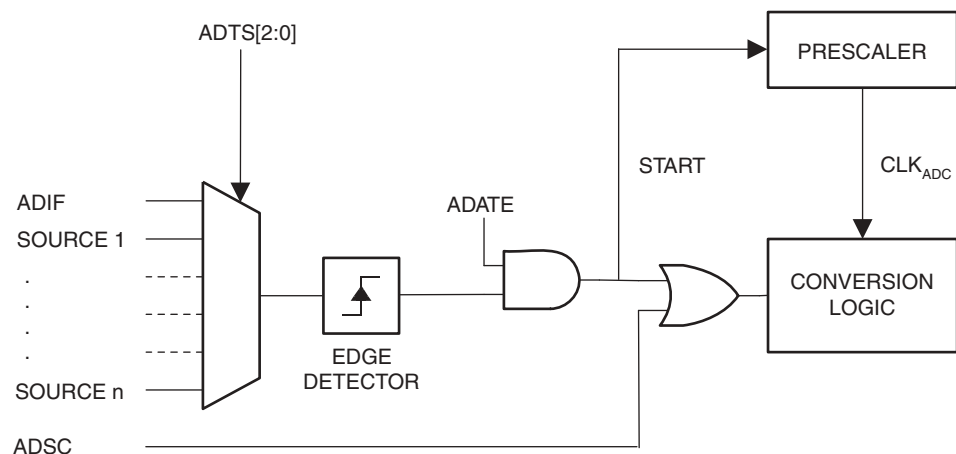 ADTS[2:0]
PRESCALER
START
CLKADC
ADIF
ADATE
SOURCE 1
.
.
.
.
CONVERSION
LOGIC
EDGE
DETECTOR
SOURCE n
ADSC